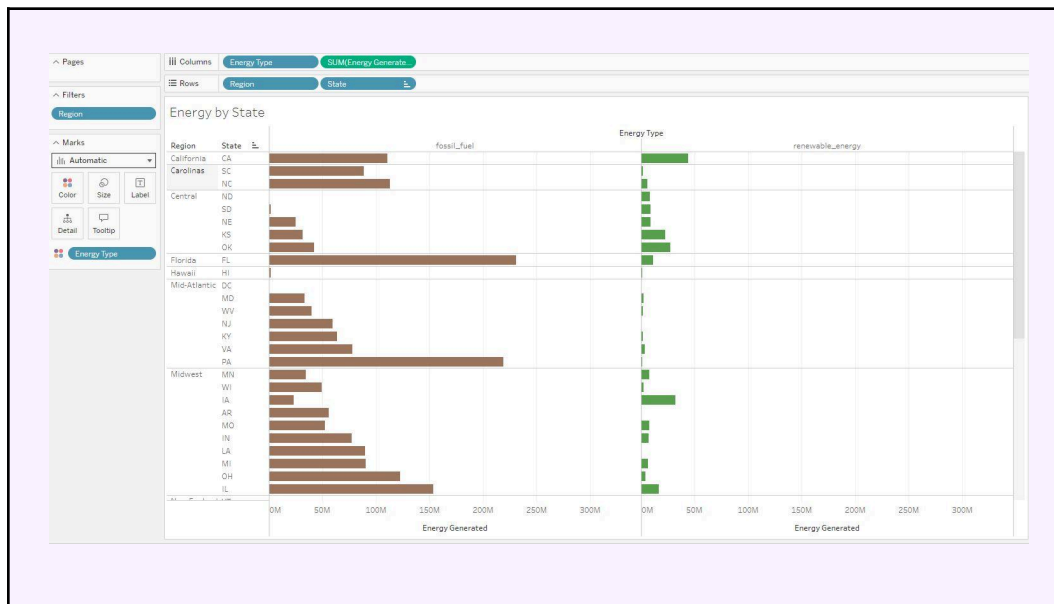 Pages
Columns Energy Type SUM(Energy Generate..
Rows Region State
Filters
Region
Marks
Automatic
Color Size Label
Detail Tooltip
Energy Type
Energy by State
Energy Type
Region State fossil_fuel renewable_energy
California CA
Carolinas SC
NC
Central ND
SD
NE
KS
OK
Florida FL
Hawaii HI
Mid-Atlantic DC
MD
WV
NJ
KY
VA
PA
Midwest MN
WI
IA
AR
MO
IN
LA
MI
OH
IL
0M 50M 100M 150M 200M 250M 300M 0M 50M 100M 150M 200M 250M 300M
Energy Generated Energy Generated